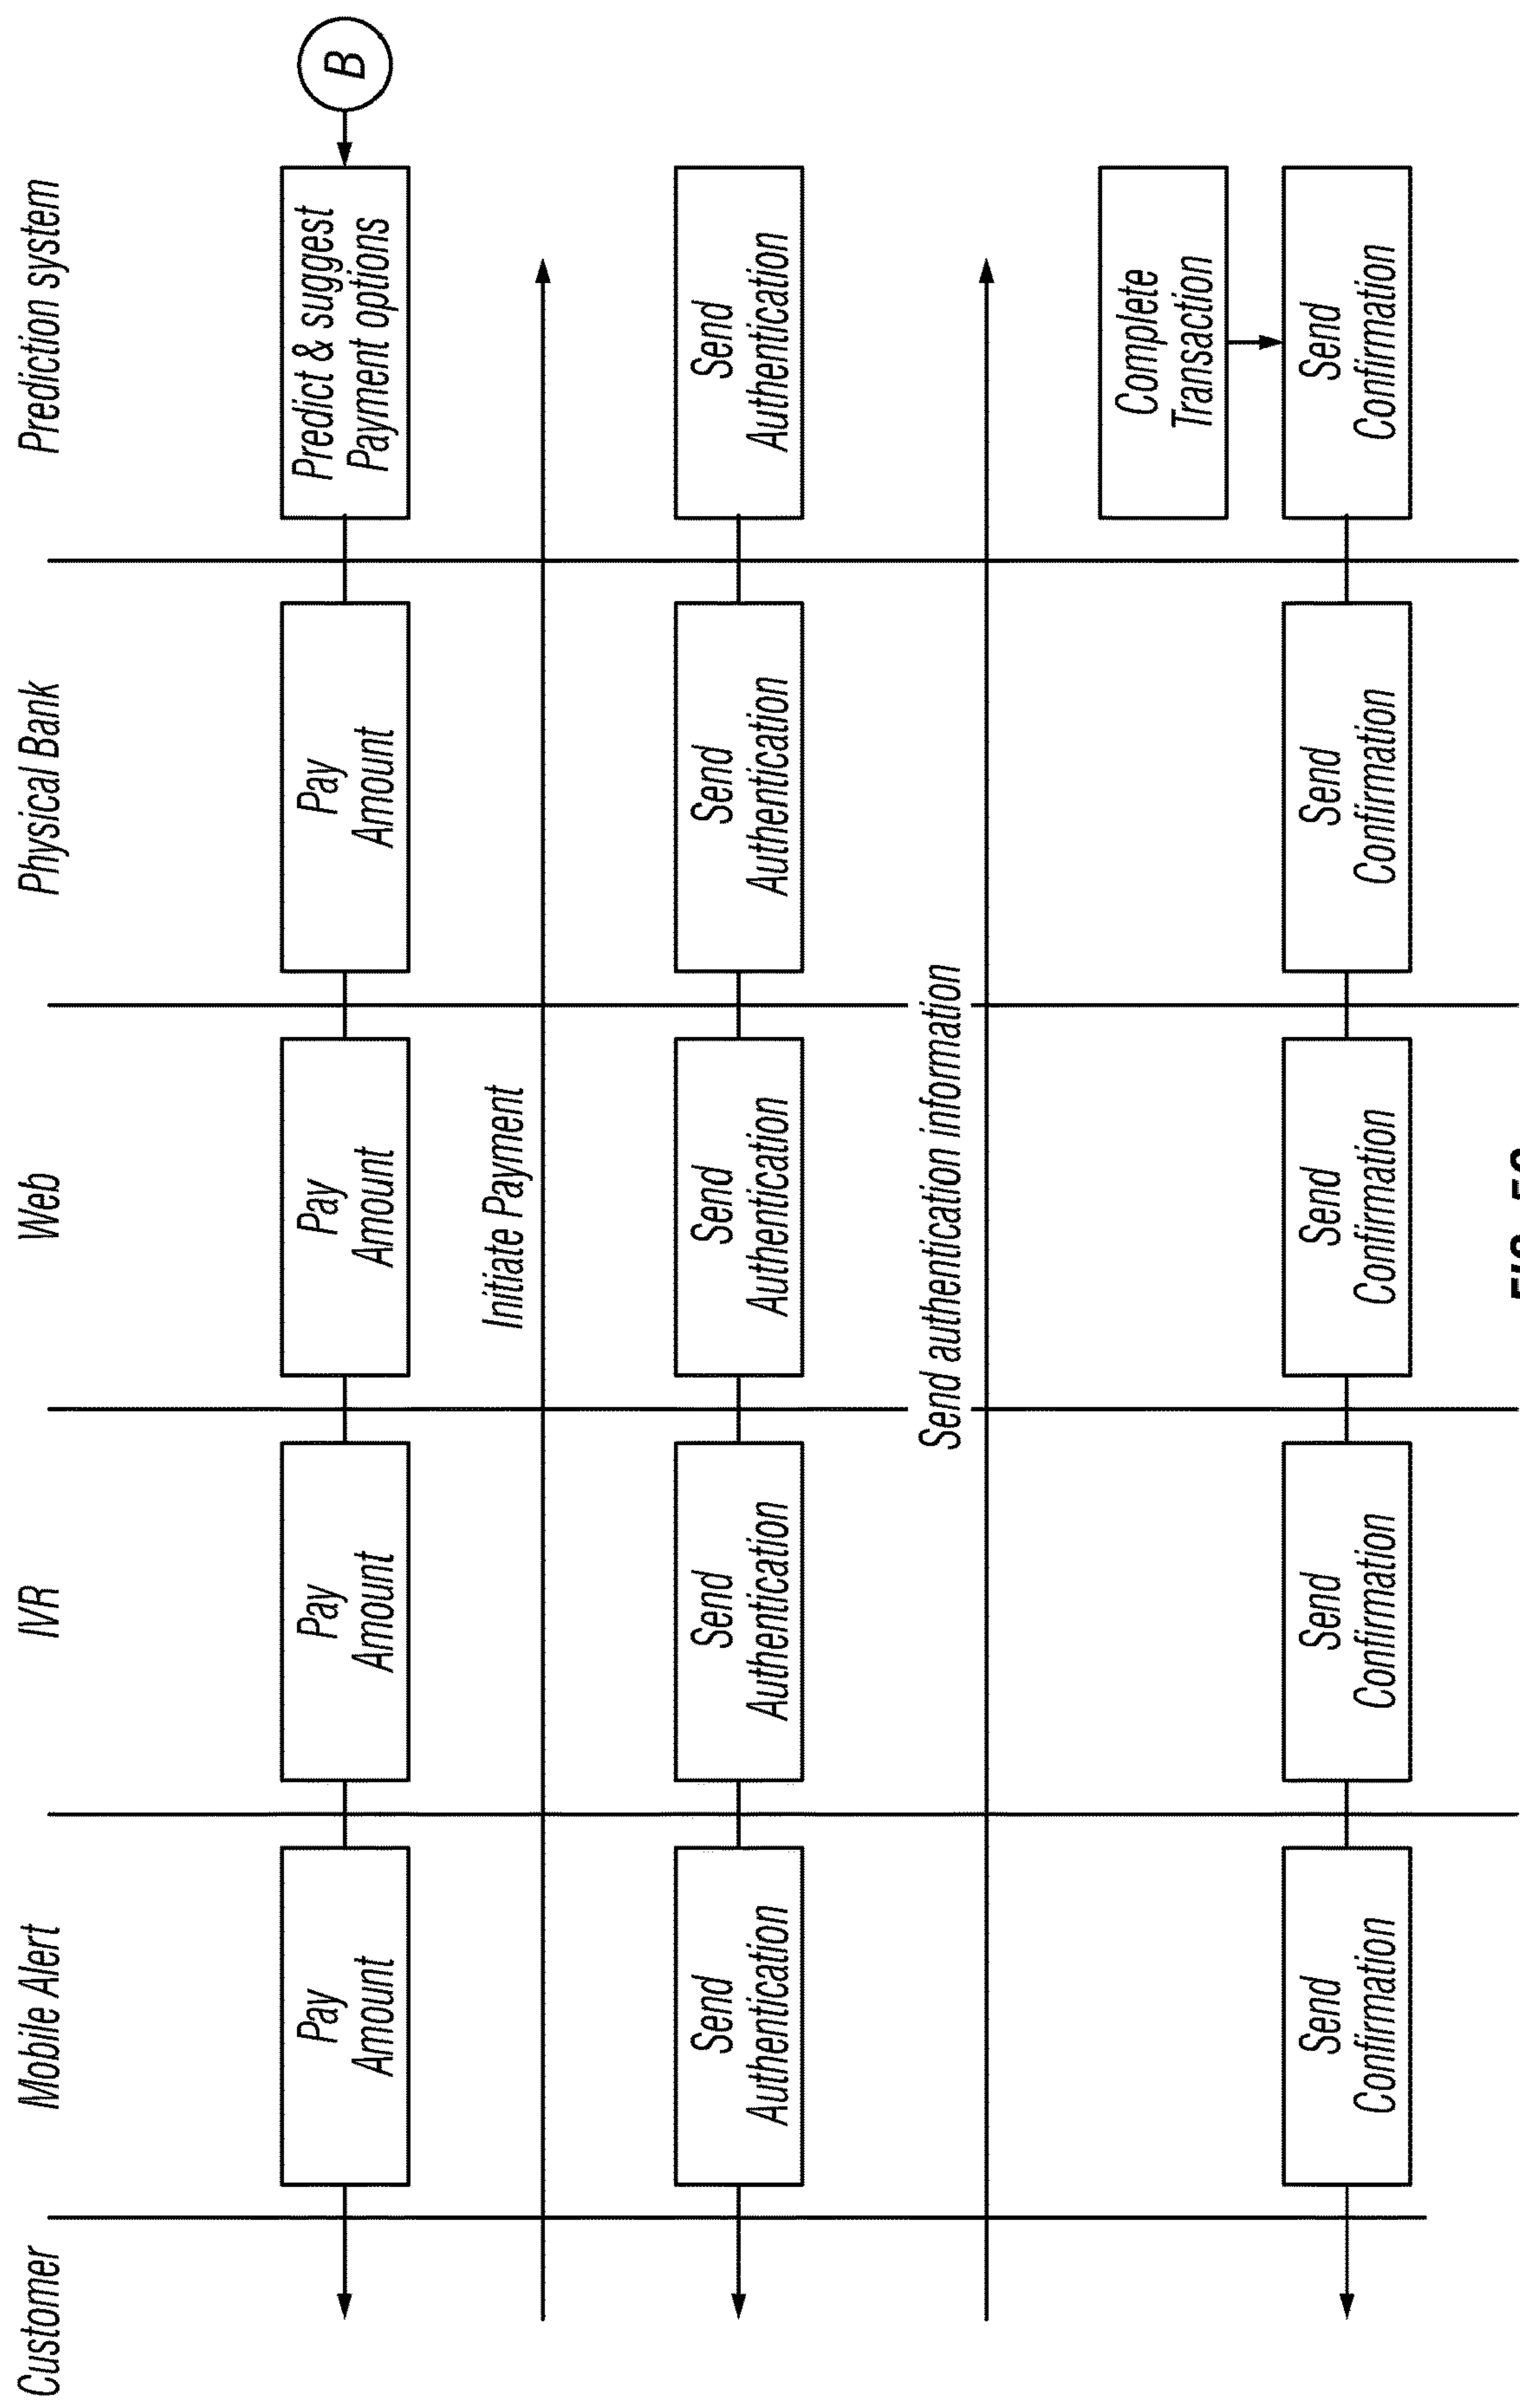 Customer
Mobile Alert
IVR
Web
Physical Bank
Prediction system
Pay
Amount
Pay
Amount
Pay
Amount
Pay
Amount
Predict & suggest
Payment options
B
Initiate Payment
Send
Authentication
Send
Authentication
Send
Authentication
Send
Authentication
Send
Authentication
Send authentication information
Complete
Transaction
Send
Confirmation
Send
Confirmation
Send
Confirmation
Send
Confirmation
Send
Confirmation
FIG.